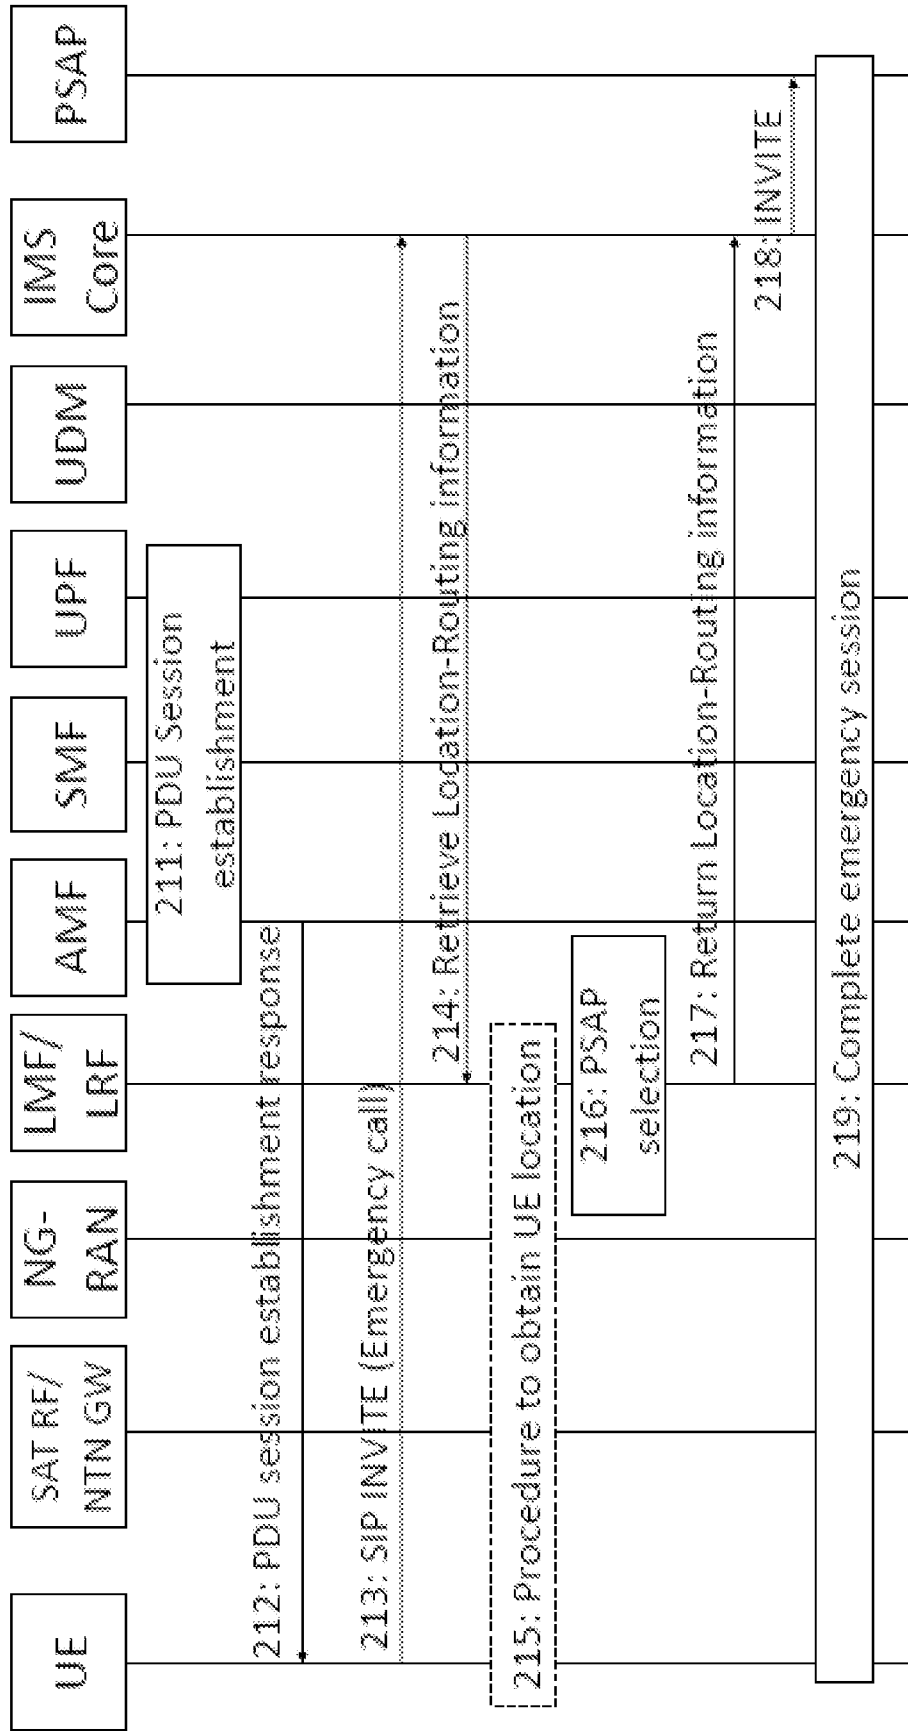 UE
SAT RF/
NTN GW
NG-
RAN
LMF/
LRF
AMF
SMF
UPF
UDM
IMS
Core
PSAP
211: PDU Session
establishment
212: PDU session establishment response
213: SIP INVITE (Emergency call)
214: Retrieve Location-Routing information
215: Procedure to obtain UE location
216: PSAP
selection
217: Return Location-Routing information
218: INVITE
219: Complete emergency session